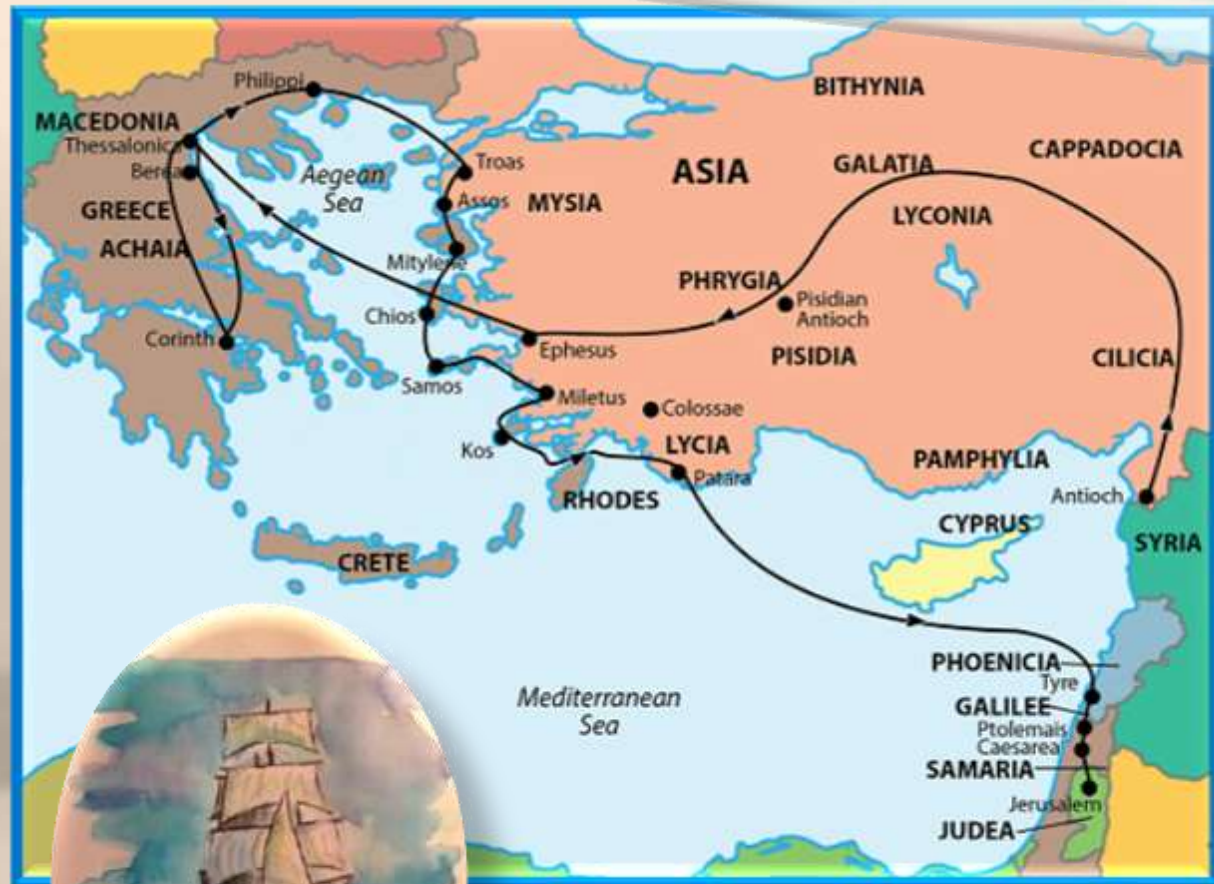 Philippi
BITHYNIA
MACEDONIA
Thessalonica
Berea
Aegean
Sea
Troas
ASIA
GALATIA
CAPPADOCIA
GREECE
ACHAIA
Assos
MYSIA
LYCONIA
Mitylene
PHRYGIA
Chios
Pisidian
Antioch
Corinth
Ephesus
PISIDIA
CILICIA
Samos
Miletus
Colossae
Kos
LYCIA
PAMPHYLIA
Patara
Antioch
RHODES
CYPRUS
SYRIA
CRETE
PHOENICIA
Tyre
Mediterranean
Sea
GALILEE
Ptolemais
Caesarea
SAMARIA
Jerusalem
JUDEA